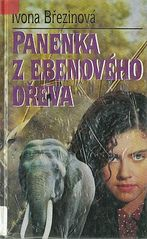 Ivona Březinová
PANENKA
Z EBENOVÉHO
DŘEVA